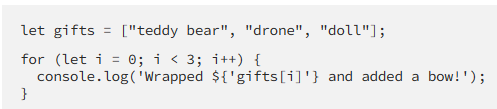 let gifts = ["teddy bear", "drone", "doll"];
for (let i = 0; i < 3; i++) {
console.log('Wrapped ${'gifts[i]'} and added a bow!');
}